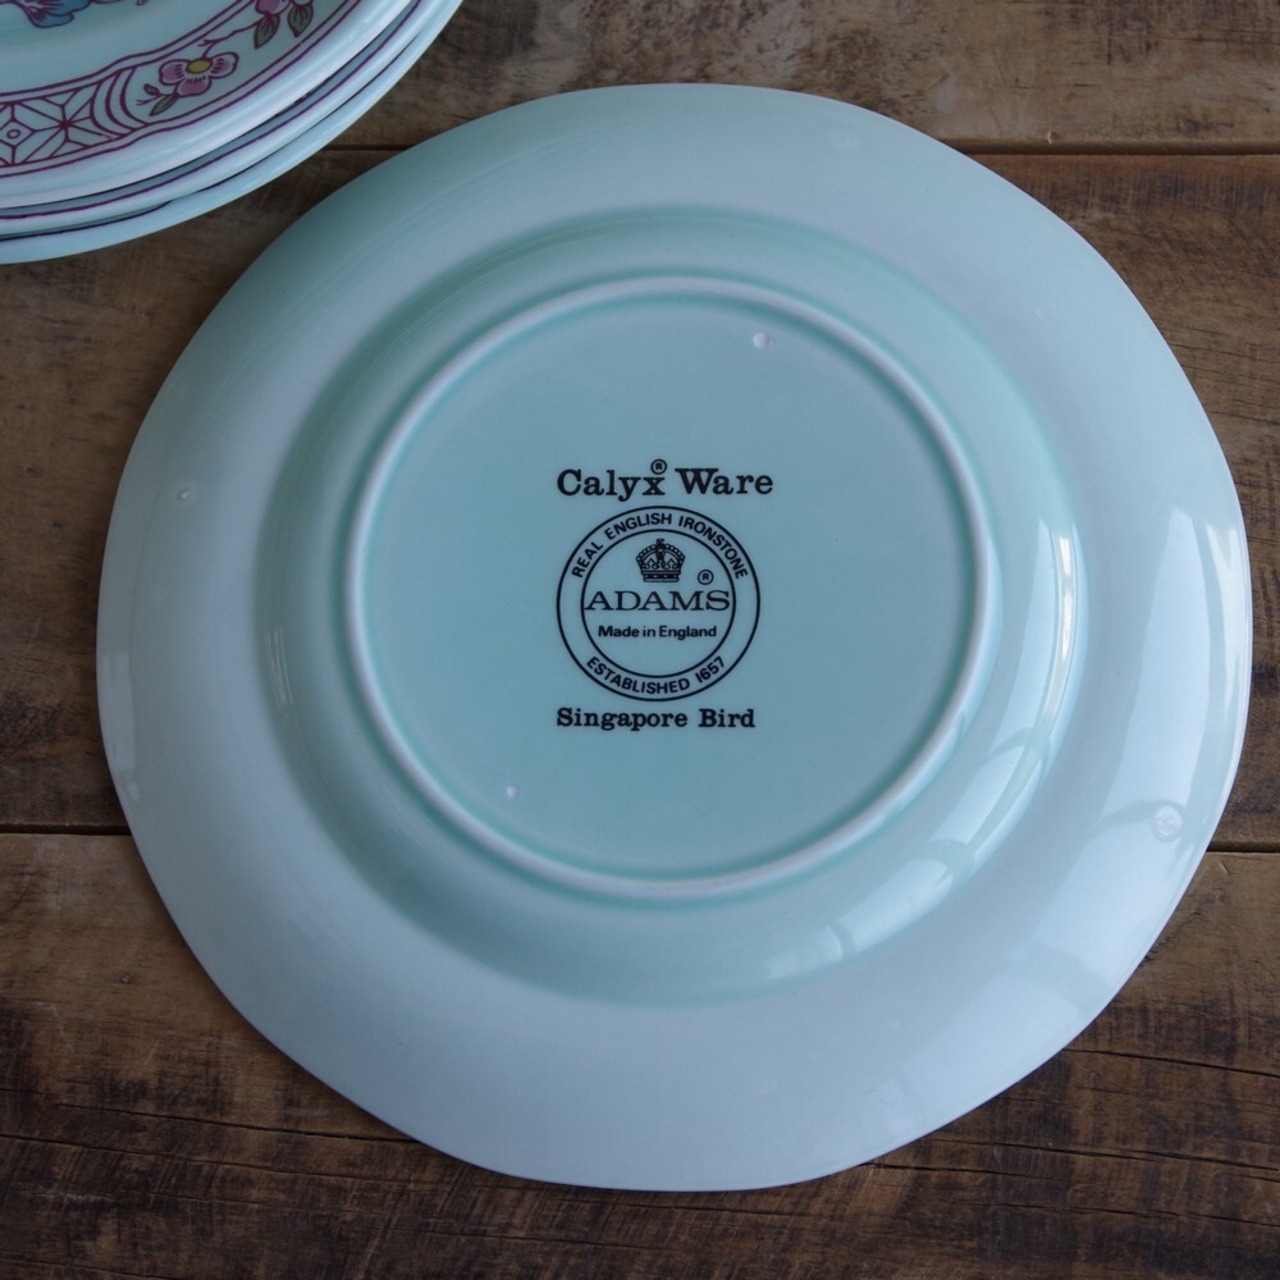 Calyx® Ware
REAL ENGLISH IRONSTONE
ADAMS®
Made in England
ESTABLISHED 1657
Singapore Bird